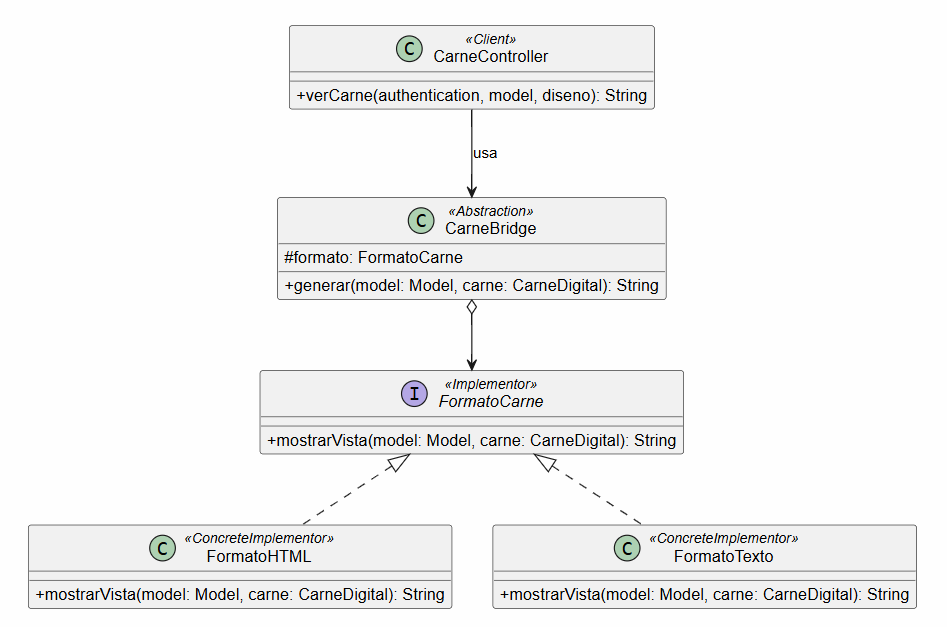 «Client»
C CarneController
+verCarne(authentication, model, diseno): String
usa
«Abstraction»
C CarneBridge
#formato: FormatoCarne
+generar(model: Model, carne: CarneDigital): String
«Implementor»
I FormatoCarne
+mostrarVista(model: Model, carne: CarneDigital): String
«ConcreteImplementor»
C FormatoHTML
+mostrarVista(model: Model, carne: CarneDigital): String
«ConcreteImplementor»
C FormatoTexto
+mostrarVista(model: Model, carne: CarneDigital): String